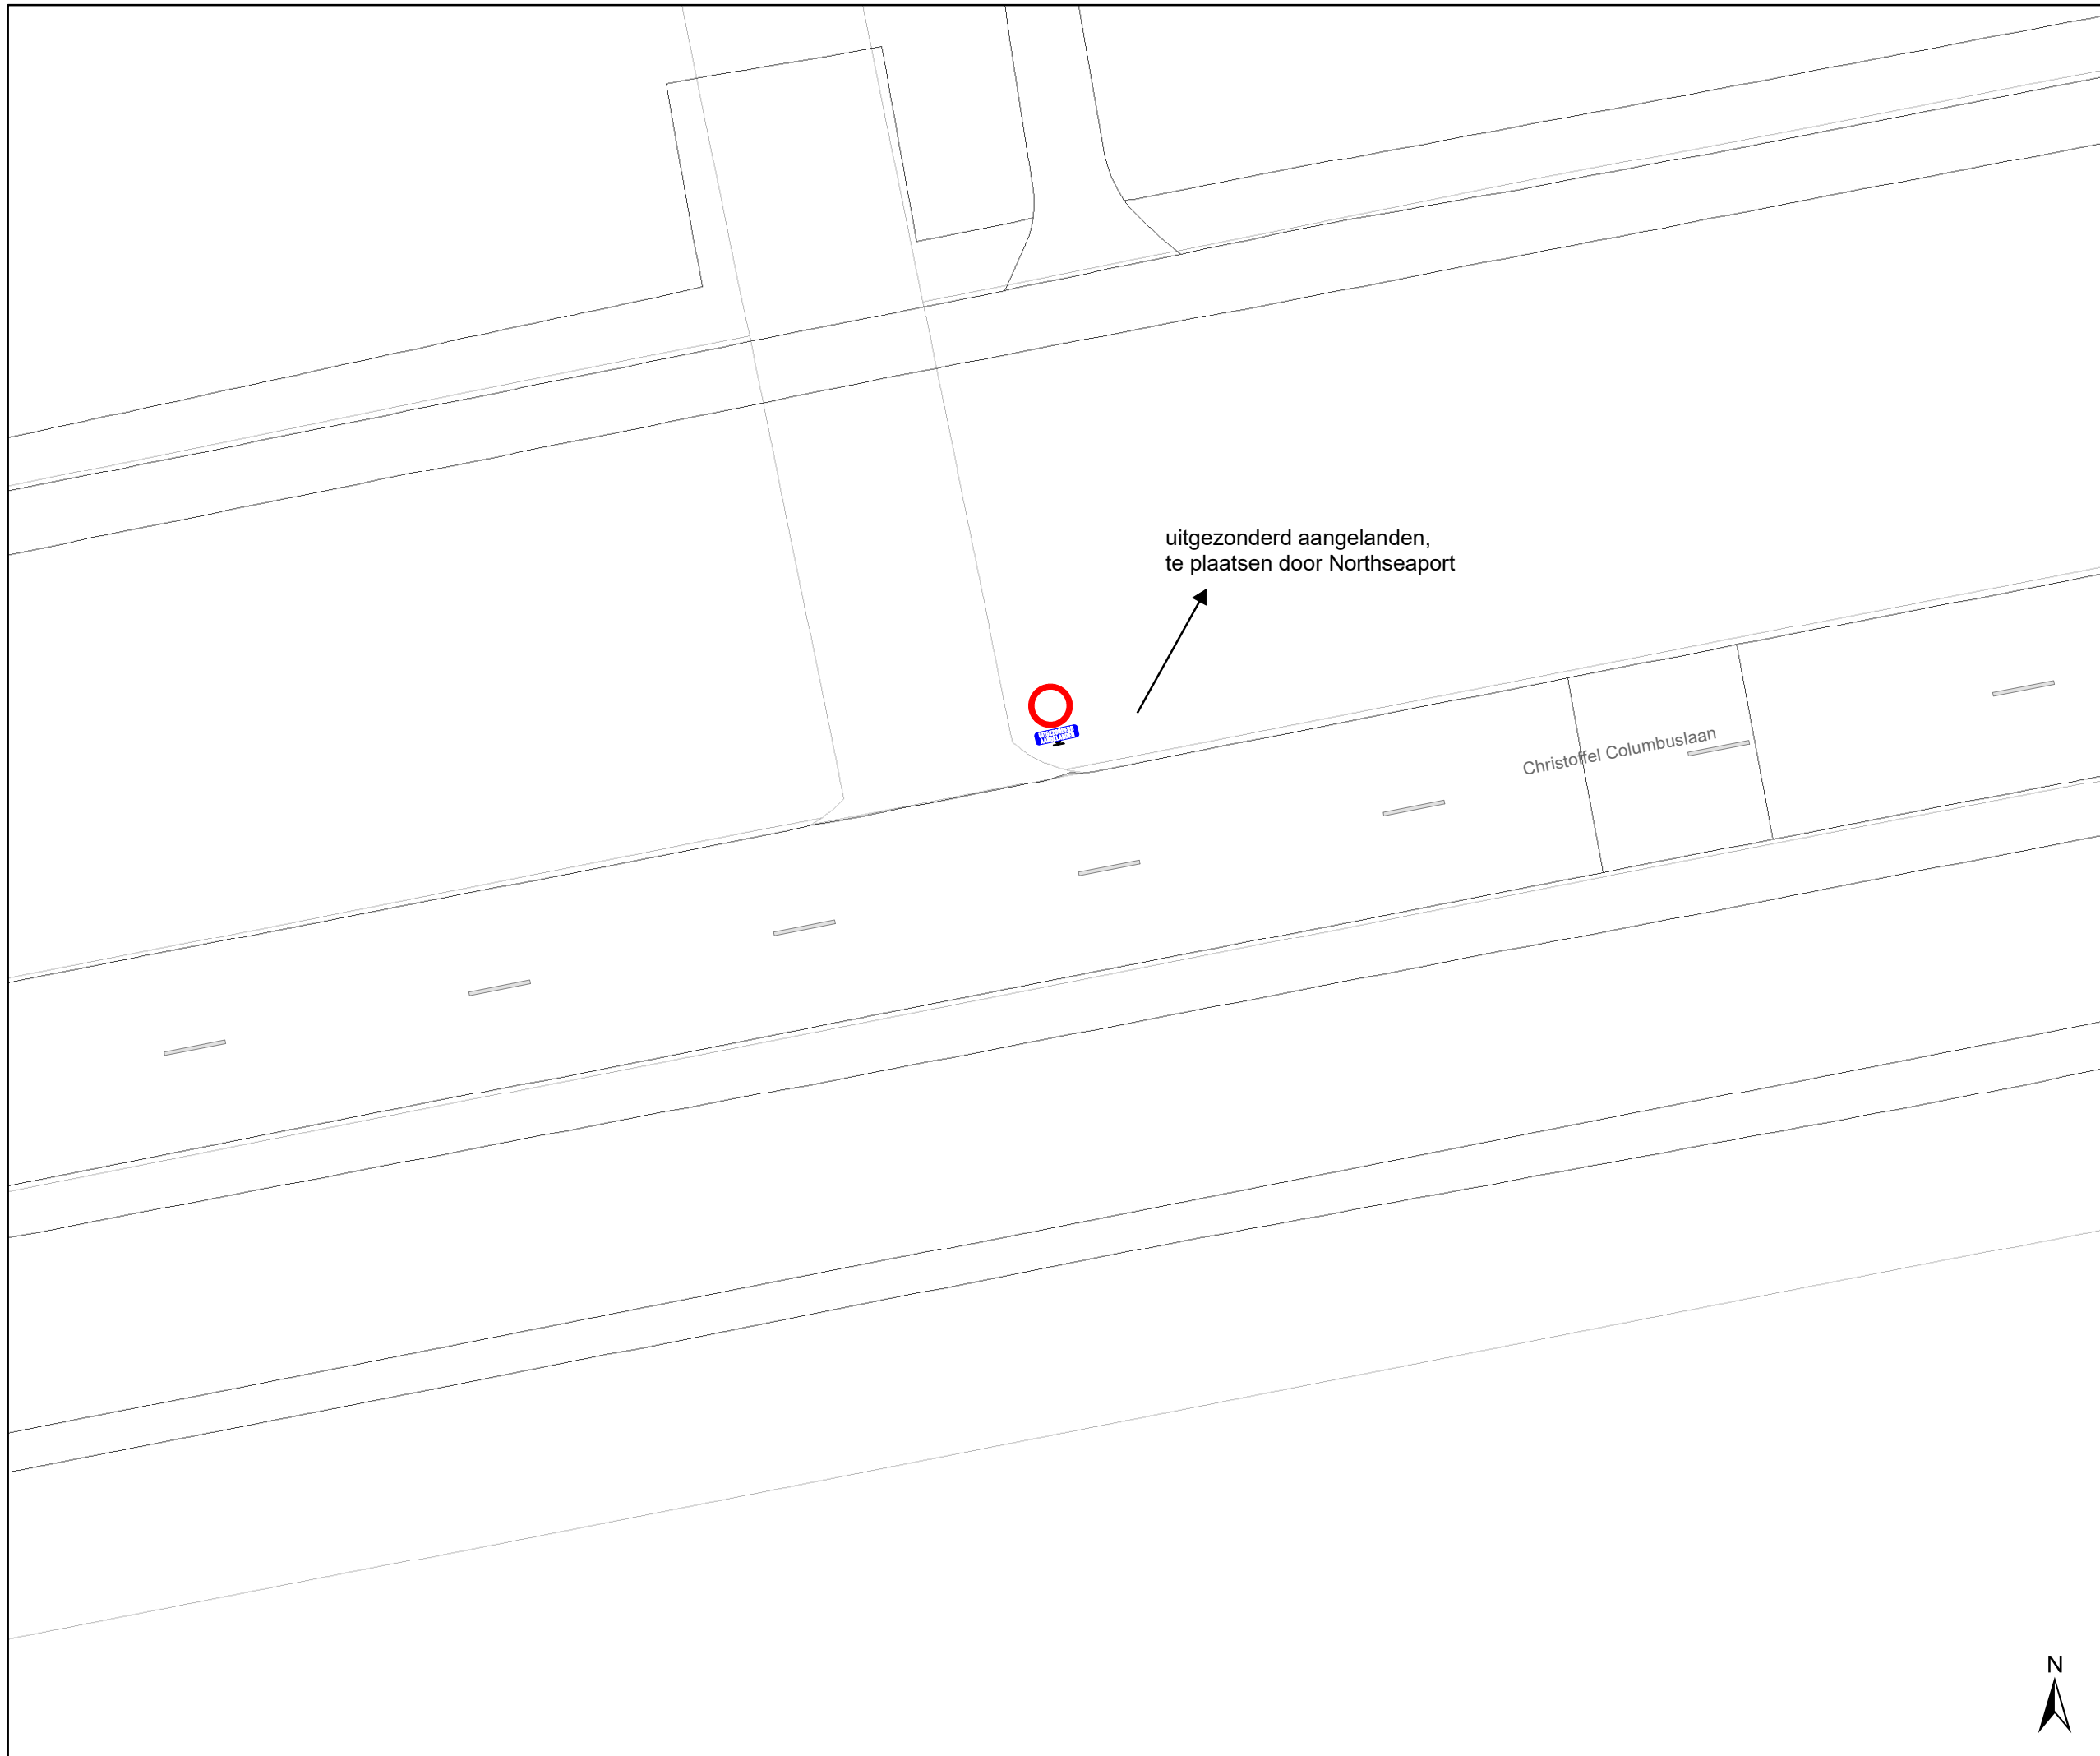 uitgezonderd aangelanden,
te plaatsen door Northseaport
Christoffel Columbuslaan
N